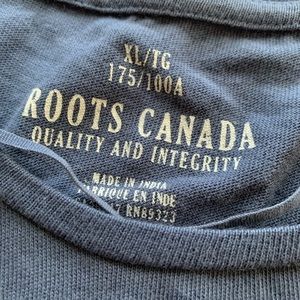 XL/TG
175/100A
ROOTS CANADA
QUALITY AND INTEGRITY
MADE IN INDIA
FABRIQUE EN INDE
RN89323